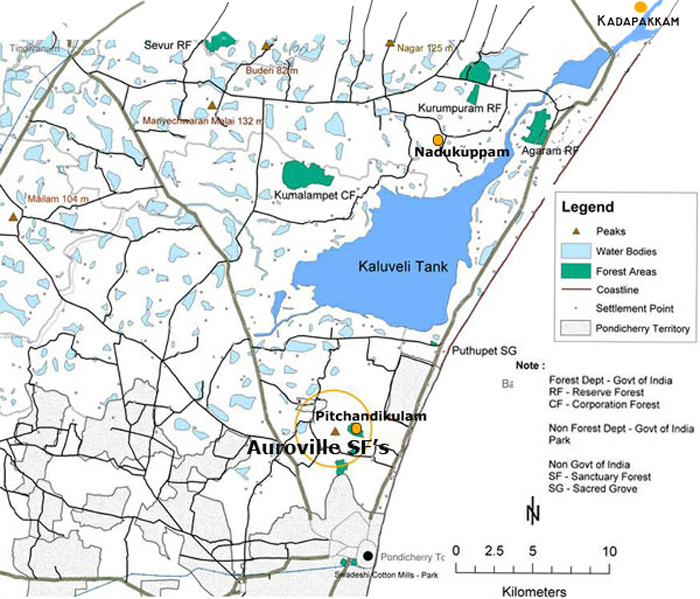 KADAPAKKAM
Tindivanam
Sevur RF
Nagar 125 m
Buden 82 m
Kurumpuram RF
Manyechwaran Malai 132 m
Nadukuppam
Agaram RF
Kumalampet CF
Mailam 104 m
Kaluveli Tank
Legend
Peaks
Water Bodies
Forest Areas
Coastline
Settlement Point
Pondicherry Territory
Puthupet SG
Note :
Ba
Forest Dept - Govt of India
RF - Reserve Forest
CF - Corporation Forest
Non Forest Dept - Govt of India
Park
Non Govt of India
SF - Sanctuary Forest
SG - Sacred Grove
Pitchandikulam
Auroville SF's
N
Pondicherry To
Swadeshi Cotton Mills - Park
0 2.5 5 10
Kilometers